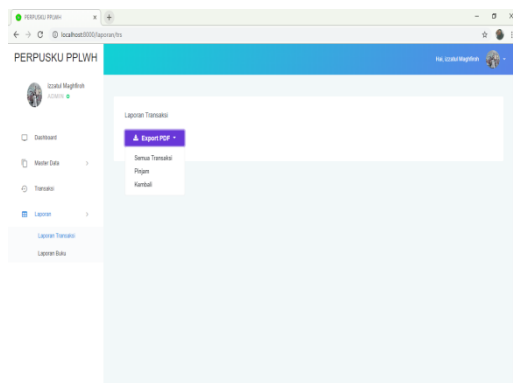 PERPUSKU PPLWH
localhost:8000/laporan/trs
PERPUSKU PPLWH
Hai, Izzatul Maghfiroh
Izzatul Maghfiroh
ADMIN
Laporan Transaksi
Dashboard
Export PDF
Master Data
Semua Transaksi
Pinjam
Kembali
Transaksi
Laporan
Laporan Transaksi
Laporan Buku